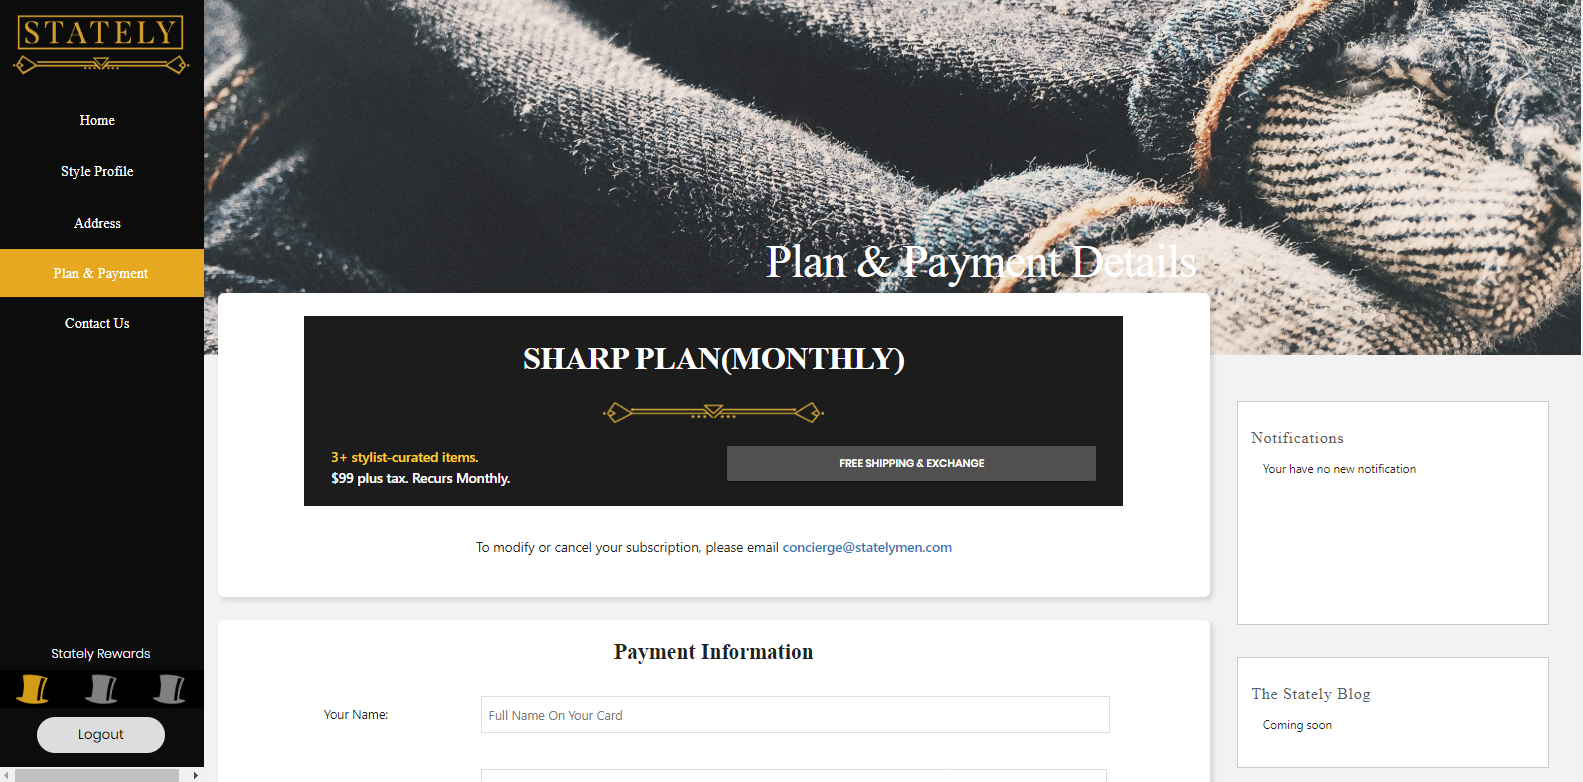 STATELY
Home
Style Profile
Address
Plan & Payment
Contact Us
Stately Rewards
Logout
Plan & Payment Details
SHARP PLAN(MONTHLY)
3+ stylist-curated items.
$99 plus tax. Recurs Monthly.
FREE SHIPPING & EXCHANGE
To modify or cancel your subscription, please email concierge@statelymen.com
Payment Information
Your Name:
Full Name On Your Card
Notifications
Your have no new notification
The Stately Blog
Coming soon